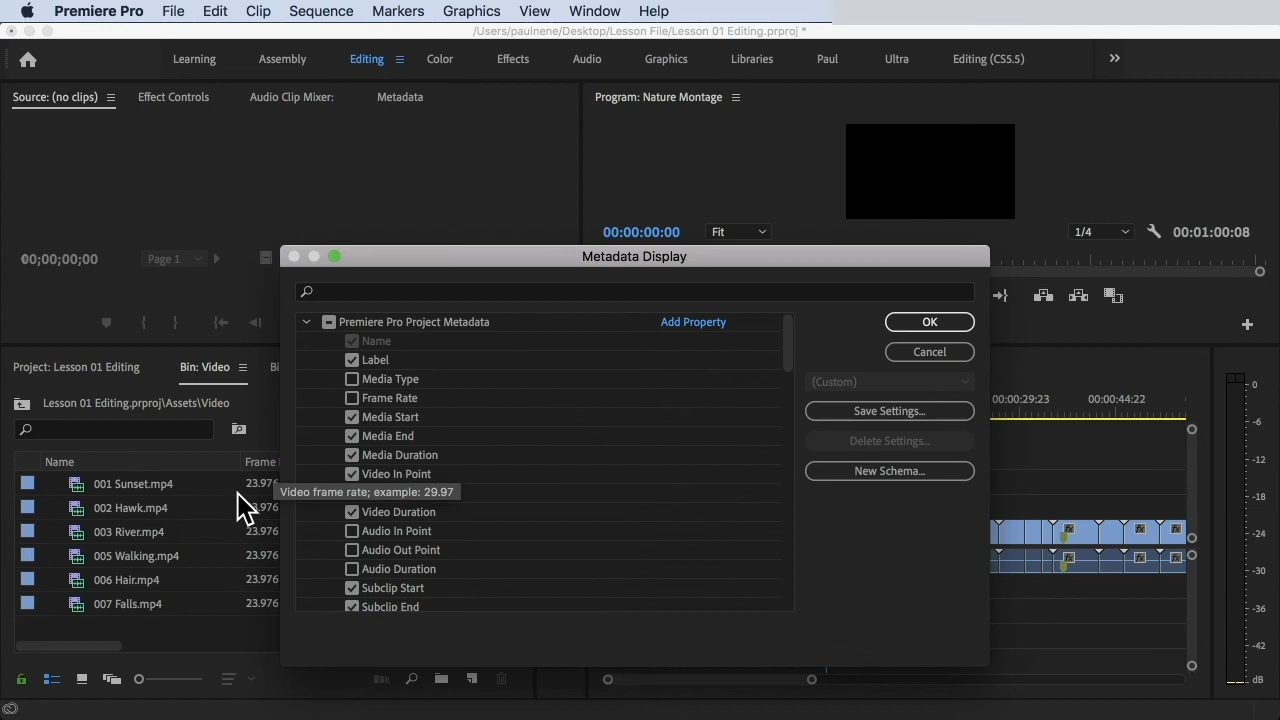 Premiere Pro File Edit Clip Sequence Markers Graphics View Window Help
/Users/paulnene/Desktop/Lesson File/Lesson 01 Editing.prproj *
Learning Assembly Editing Color Effects Audio Graphics Libraries Paul Ultra Editing (CS5.5)
Source: (no clips) Effect Controls Audio Clip Mixer: Metadata
Program: Nature Montage
00;00;00;00 Page 1
00:00:00:00 Fit 1/4 00:01:00:08
Metadata Display
Premiere Pro Project Metadata Add Property
Name
Label
Media Type
Frame Rate
Media Start
Media End
Media Duration
Video In Point
Video Duration
Audio In Point
Audio Out Point
Audio Duration
Subclip Start
Subclip End
OK
Cancel
(Custom)
Save Settings...
Delete Settings...
New Schema...
Video frame rate; example: 29.97
Project: Lesson 01 Editing Bin: Video Bi
Lesson 01 Editing.prproj\Assets\Video
Name Frame
001 Sunset.mp4 23.976
002 Hawk.mp4 23.976
003 River.mp4 23.976
005 Walking.mp4 23.976
006 Hair.mp4 23.976
007 Falls.mp4 23.976
00:00:29:23 00:00:44:22
fx fx fx
fx fx fx
0
-6
-12
-18
-24
-30
-36
-42
dB